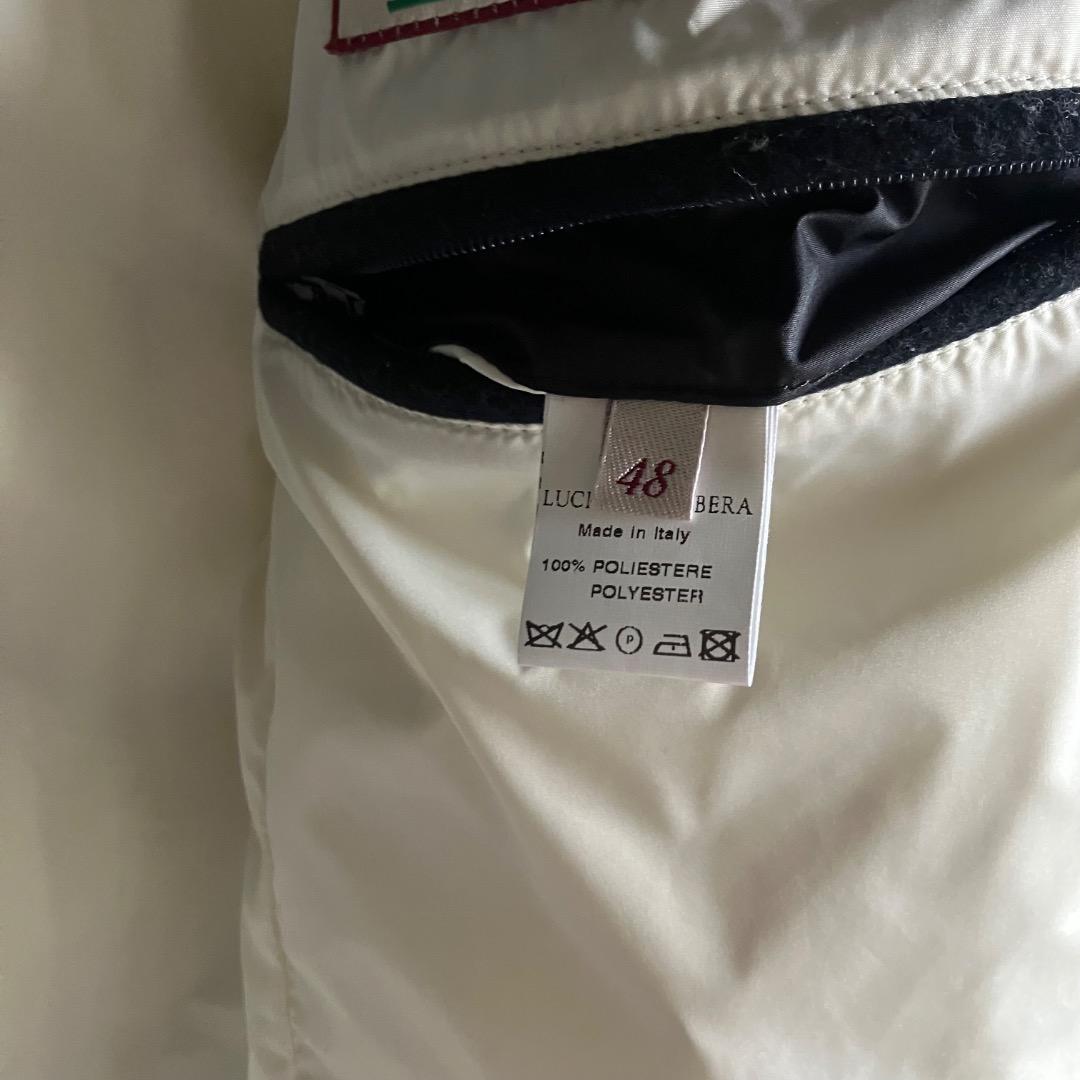 48
LUCI BERA
Made in Italy
100% POLIESTERE
POLYESTER
P